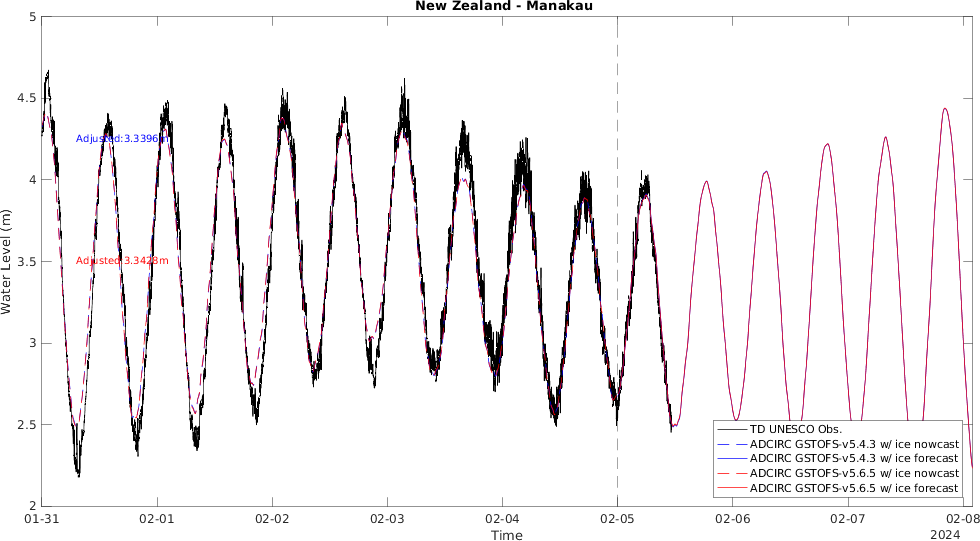 New Zealand - Manakau
5
4.5
4
3.5
3
2.5
2
Water Level (m)
Adjusted:3.3396m
Adjusted:3.3428m
TD UNESCO Obs.
ADCIRC GSTOFS-v5.4.3 w/ ice nowcast
ADCIRC GSTOFS-v5.4.3 w/ ice forecast
ADCIRC GSTOFS-v5.6.5 w/ ice nowcast
ADCIRC GSTOFS-v5.6.5 w/ ice forecast
01-31 02-01 02-02 02-03 02-04 02-05 02-06 02-07 02-08
2024
Time